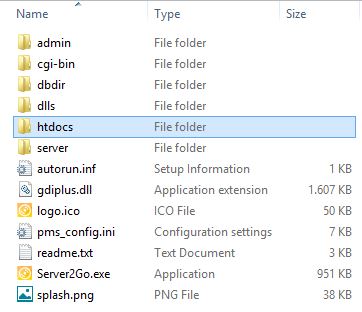 Name Type Size
admin File folder
cgi-bin File folder
dbdir File folder
dlls File folder
htdocs File folder
server File folder
autorun.inf Setup Information 1 KB
gdiplus.dll Application extension 1.607 KB
logo.ico ICO File 50 KB
pms_config.ini Configuration settings 7 KB
readme.txt Text Document 3 KB
Server2Go.exe Application 951 KB
splash.png PNG File 38 KB